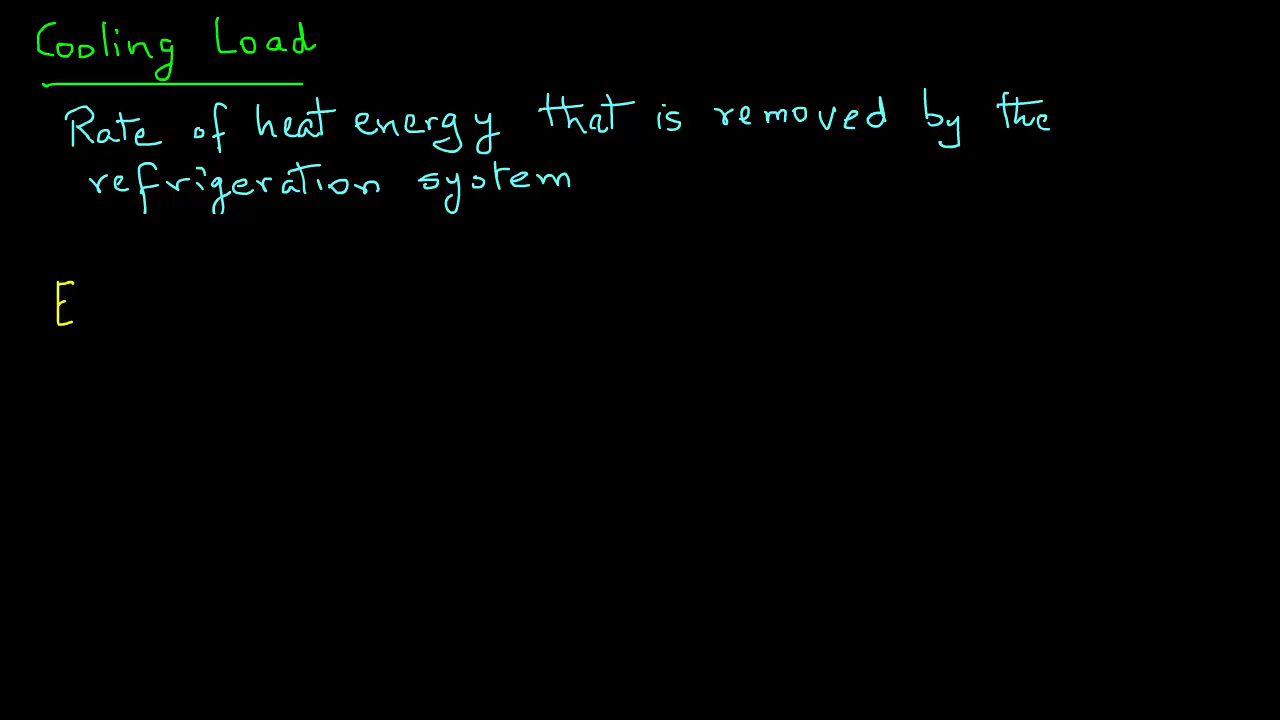 Cooling Load
Rate of heat energy that is removed by the
refrigeration system
E